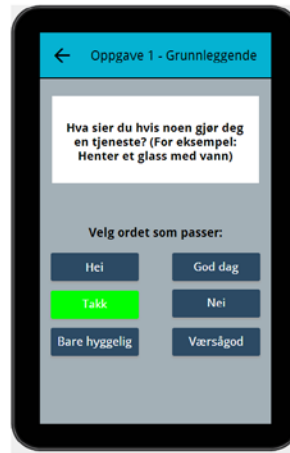 Oppgave 1 - Grunnleggende
Hva sier du hvis noen gjør deg
en tjeneste? (For eksempel:
Henter et glass med vann)
Velg ordet som passer:
Hei
God dag
Takk
Nei
Bare hyggelig
Værsågod